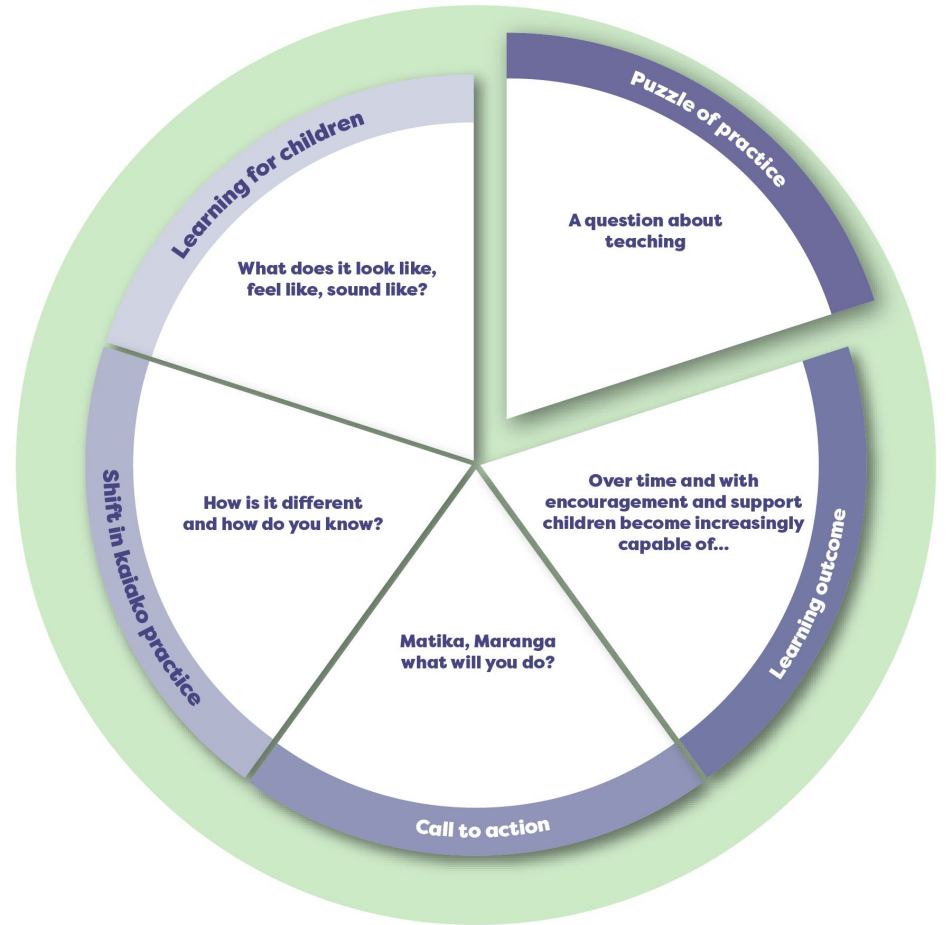 Puzzle of practice
A question about
teaching
Learning outcome
Over time and with
encouragement and support
children become increasingly
capable of...
Call to action
Matika, Maranga
what will you do?
Shift in kaiako practice
How is it different
and how do you know?
Learning for children
What does it look like,
feel like, sound like?